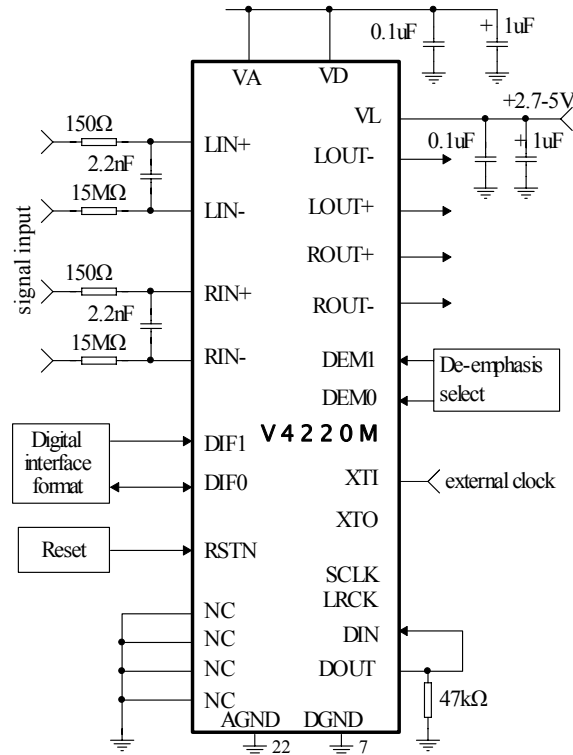 0.1uF
+ 1uF
VA
VD
+2.7-5V
VL
0.1uF
+ 1uF
150Ω
LIN+
2.2nF
LOUT-
15MΩ
LIN-
LOUT+
signal input
150Ω
RIN+
ROUT+
2.2nF
ROUT-
15MΩ
RIN-
DEM1
De-emphasis
select
DEM0
V4220M
Digital
interface
format
DIF1
DIF0
XTI
external clock
XTO
Reset
RSTN
SCLK
LRCK
NC
NC
DIN
NC
DOUT
NC
47kΩ
AGND
DGND
22
7